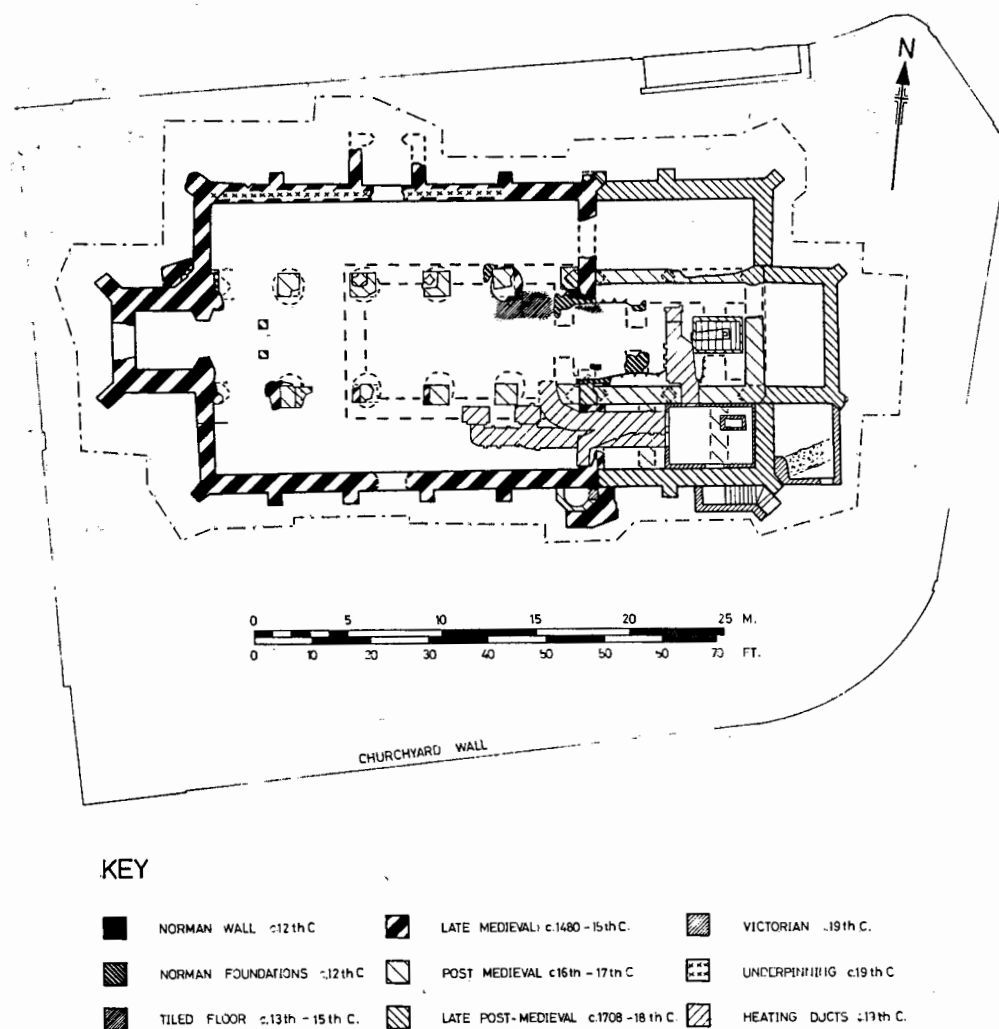 N
0 5 10 15 20 25 M.
0 10 20 30 40 50 50 50 70 FT.
CHURCHYARD WALL
KEY
NORMAN WALL c12th C
LATE MEDIEVAL c.1480 - 15th C.
VICTORIAN c.19th C.
NORMAN FOUNDATIONS c.12th C
POST MEDIEVAL c16th - 17th C
UNDERPINNING c.19th C
TILED FLOOR c.13th - 15th C.
LATE POST-MEDIEVAL c.1708 - 18th C.
HEATING DUCTS